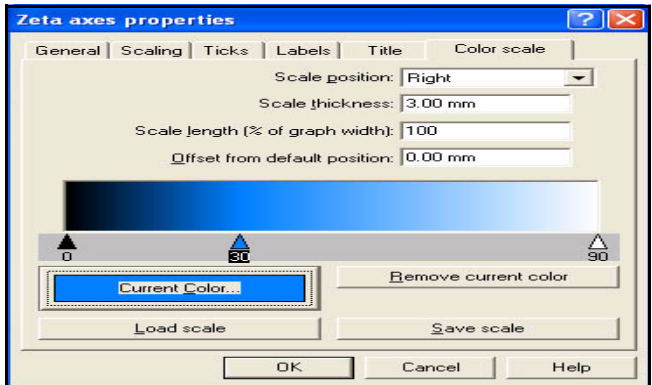 Zeta axes properties
General Scaling Ticks Labels Title Color scale
Scale position: Right
Scale thickness: 3.00 mm
Scale length (% of graph width): 100
Offset from default position: 0.00 mm
0 30 90
Current Color... Remove current color
Load scale Save scale
OK Cancel Help